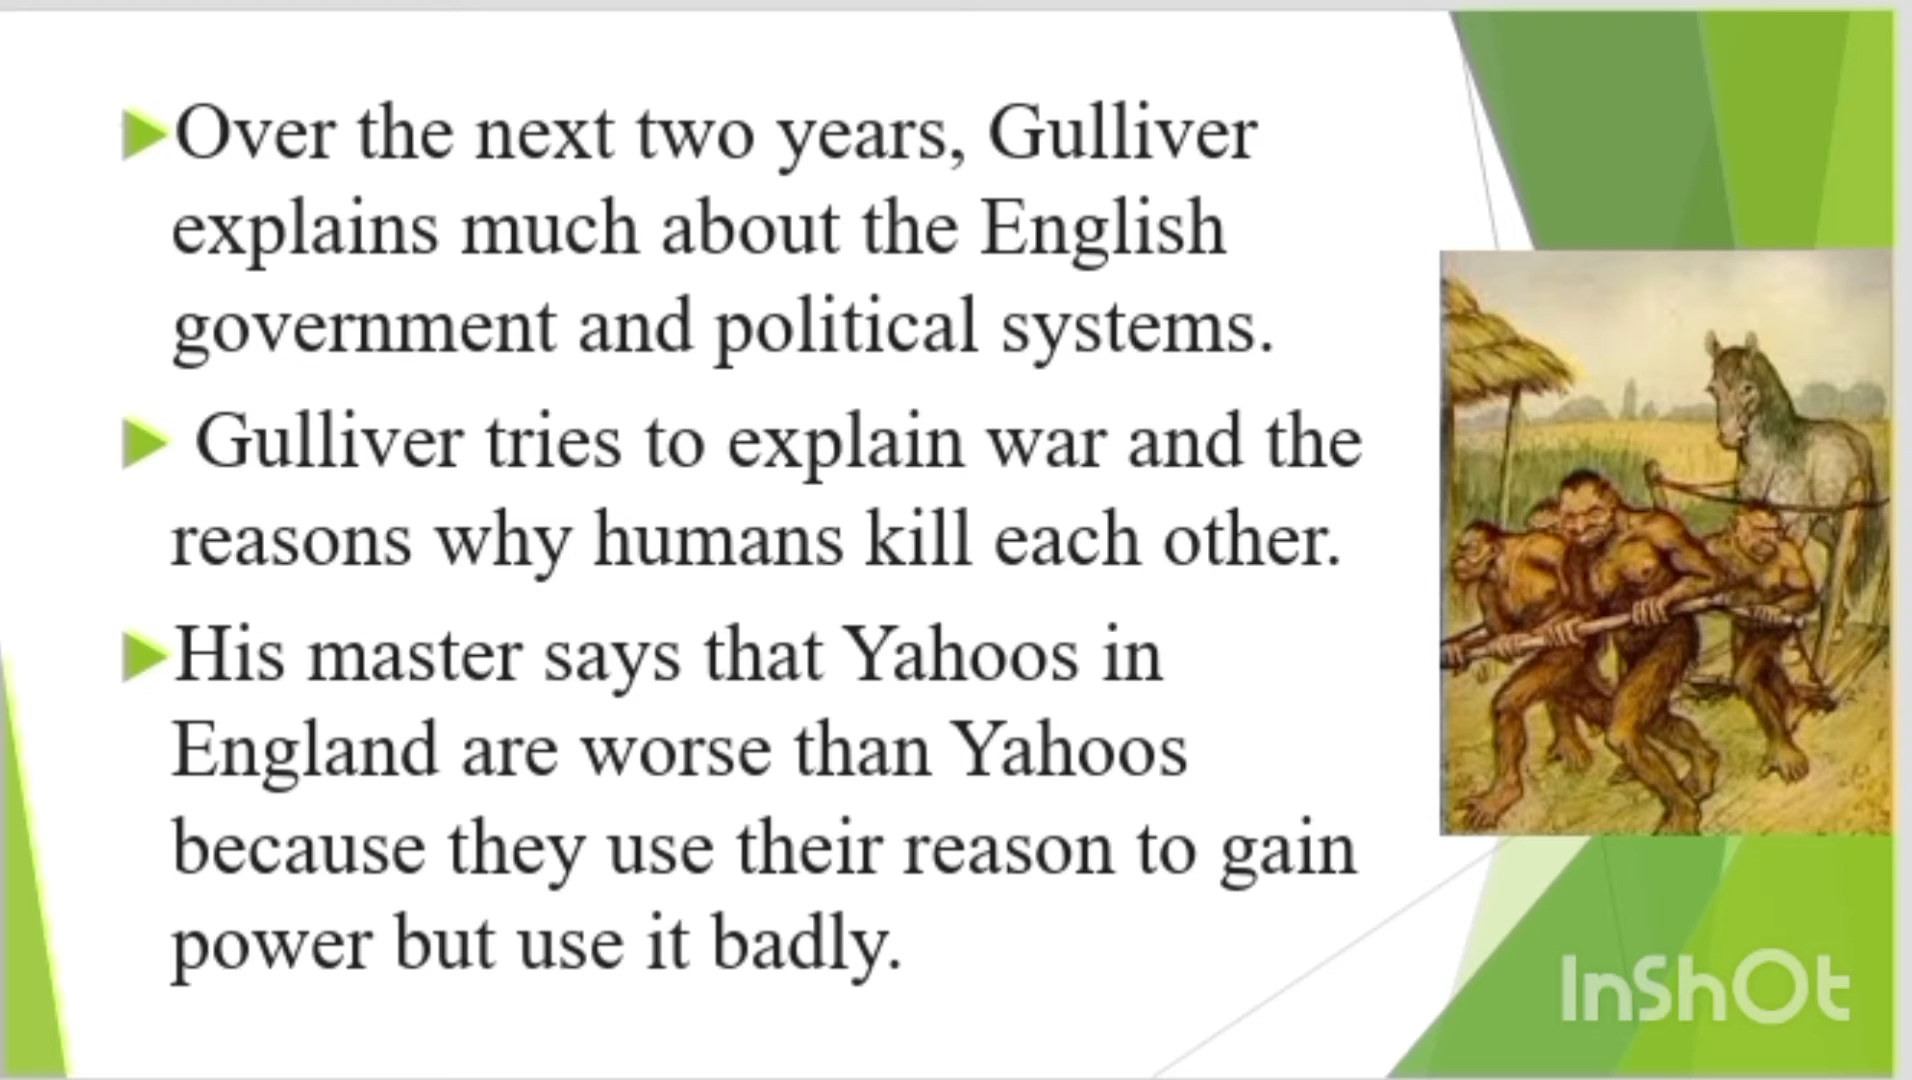 Over the next two years, Gulliver
explains much about the English
government and political systems.
Gulliver tries to explain war and the
reasons why humans kill each other.
His master says that Yahoos in
England are worse than Yahoos
because they use their reason to gain
power but use it badly.
InShOt